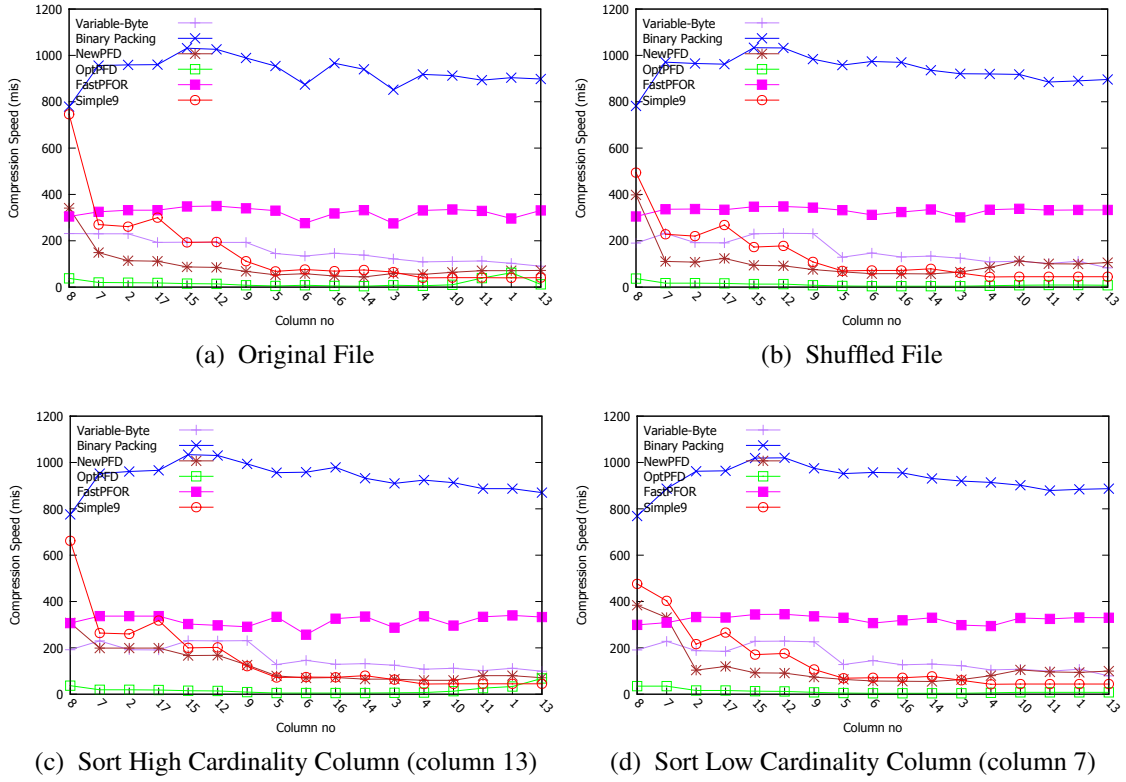 1200
1000
800
600
400
200
0
Compression Speed (mis)
Variable-Byte
Binary Packing
NewPFD
OptPFD
FastPFOR
Simple9
8 7 2 17 15 12 9 5 6 16 14 3 4 10 11 1 13
Column no
(a) Original File
1200
1000
800
600
400
200
0
Compression Speed (mis)
Variable-Byte
Binary Packing
NewPFD
OptPFD
FastPFOR
Simple9
8 7 2 17 15 12 9 5 6 16 14 3 4 10 11 1 13
Column no
(b) Shuffled File
1200
1000
800
600
400
200
0
Compression Speed (mis)
Variable-Byte
Binary Packing
NewPFD
OptPFD
FastPFOR
Simple9
8 7 2 17 15 12 9 5 6 16 14 3 4 10 11 1 13
Column no
(c) Sort High Cardinality Column (column 13)
1200
1000
800
600
400
200
0
Compression Speed (mis)
Variable-Byte
Binary Packing
NewPFD
OptPFD
FastPFOR
Simple9
8 7 2 17 15 12 9 5 6 16 14 3 4 10 11 1 13
Column no
(d) Sort Low Cardinality Column (column 7)